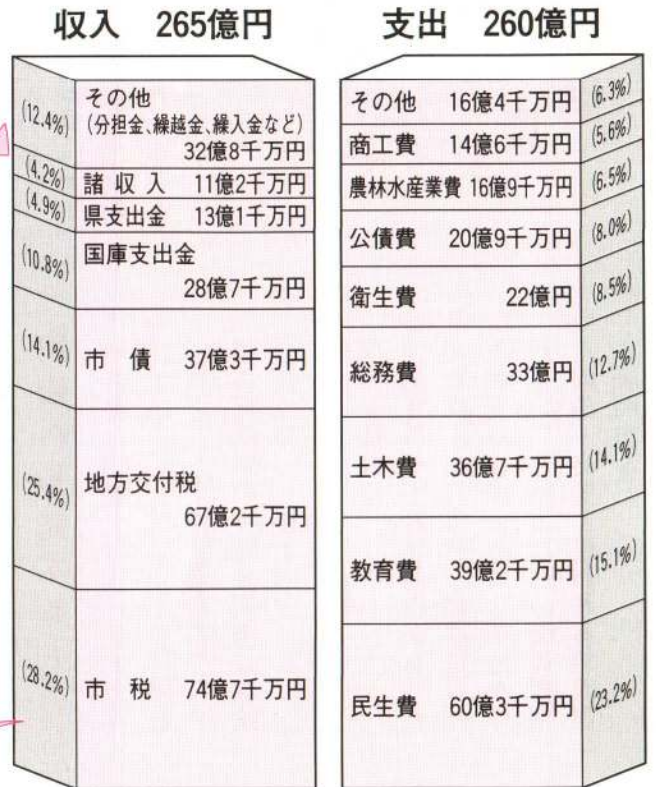 収入 265億円
(12.4%)
その他
(分担金、繰越金、繰入金など)
32億8千万円
(4.2%)
諸収入 11億2千万円
(4.9%)
県支出金 13億1千万円
(10.8%)
国庫支出金
28億7千万円
(14.1%)
市債 37億3千万円
(25.4%)
地方交付税
67億2千万円
(28.2%)
市税 74億7千万円
支出 260億円
その他 16億4千万円 (6.3%)
商工費 14億6千万円 (5.6%)
農林水産業費 16億9千万円 (6.5%)
公債費 20億9千万円 (8.0%)
衛生費 22億円 (8.5%)
総務費 33億円 (12.7%)
土木費 36億7千万円 (14.1%)
教育費 39億2千万円 (15.1%)
民生費 60億3千万円 (23.2%)